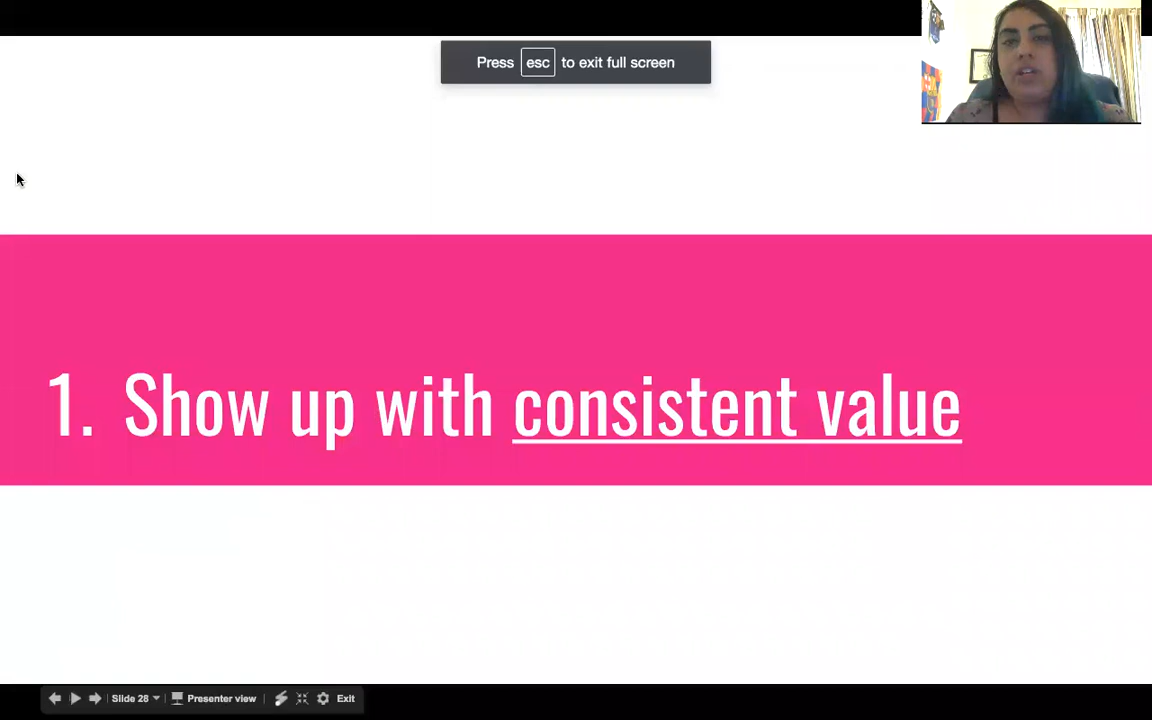 Press esc to exit full screen
1. Show up with consistent value
Slide 28
Presenter view
Exit